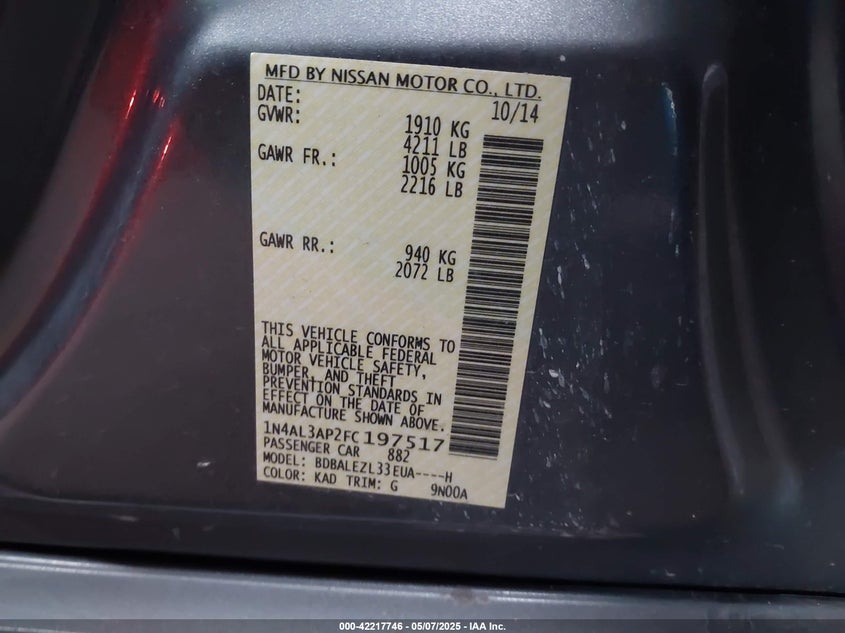 MFD BY NISSAN MOTOR CO., LTD.
DATE: 10/14
GVWR: 1910 KG
4211 LB
GAWR FR.: 1005 KG
2216 LB
GAWR RR.: 940 KG
2072 LB
THIS VEHICLE CONFORMS TO
ALL APPLICABLE FEDERAL
MOTOR VEHICLE SAFETY,
BUMPER, AND THEFT
PREVENTION STANDARDS IN
EFFECT ON THE DATE OF
MANUFACTURE SHOWN ABOVE.
1N4AL3AP2FC197517
PASSENGER CAR 882
MODEL: BDBALEZL33EUA----H
COLOR: KAD TRIM: G 9N00A
000-42217746 - 05/07/2025 - IAA Inc.